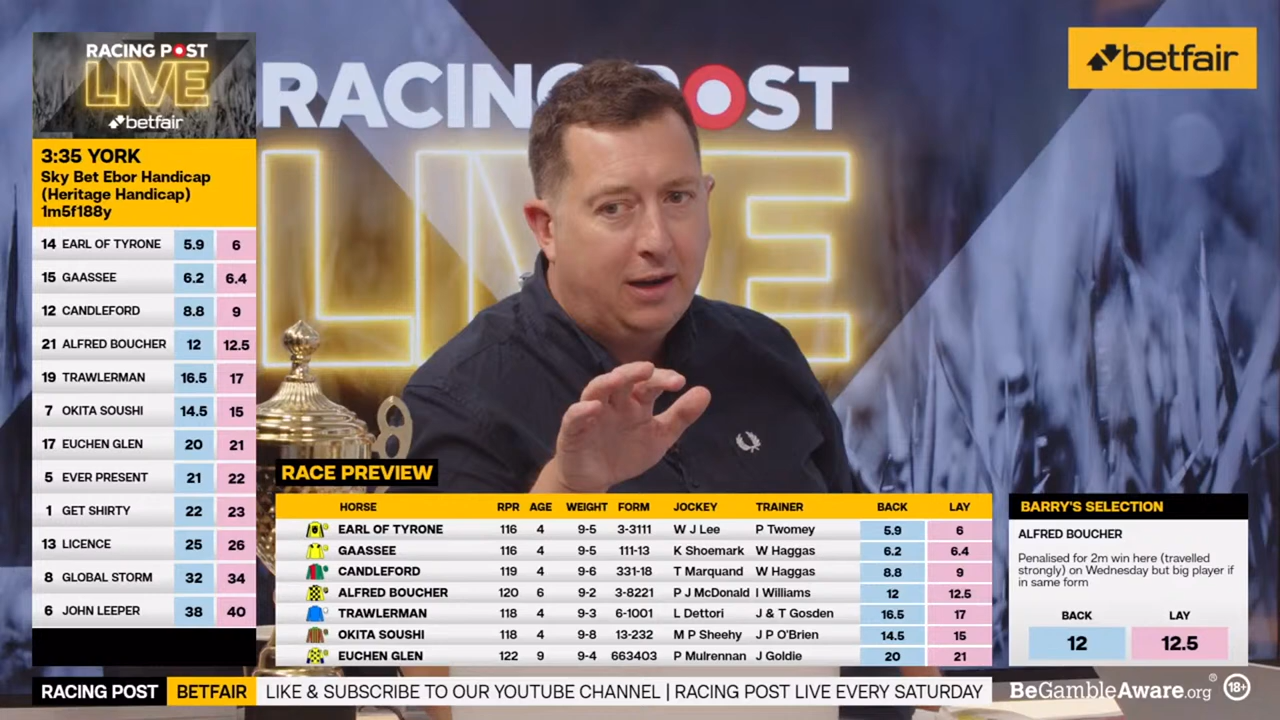 RACING POST
LIVE
betfair
3:35 YORK
Sky Bet Ebor Handicap
(Heritage Handicap)
1m5f188y
14 EARL OF TYRONE 5.9 6
15 GAASSEE 6.2 6.4
12 CANDLEFORD 8.8 9
21 ALFRED BOUCHER 12 12.5
19 TRAWLERMAN 16.5 17
7 OKITA SOUSHI 14.5 15
17 EUCHEN GLEN 20 21
5 EVER PRESENT 21 22
1 GET SHIRTY 22 23
13 LICENCE 25 26
8 GLOBAL STORM 32 34
6 JOHN LEEPER 38 40
RACING POST
LIVE
betfair
RACE PREVIEW
HORSE RPR AGE WEIGHT FORM JOCKEY TRAINER BACK LAY
EARL OF TYRONE 116 4 9-5 3-3111 W J Lee P Twomey 5.9 6
GAASSEE 116 4 9-5 111-13 K Shoemark W Haggas 6.2 6.4
CANDLEFORD 119 4 9-6 331-18 T Marquand W Haggas 8.8 9
ALFRED BOUCHER 120 6 9-2 3-8221 P J McDonald I Williams 12 12.5
TRAWLERMAN 118 4 9-3 6-1001 L Dettori J & T Gosden 16.5 17
OKITA SOUSHI 118 4 9-8 13-232 M P Sheehy J P O'Brien 14.5 15
EUCHEN GLEN 122 9 9-4 663403 P Mulrennan J Goldie 20 21
BARRY'S SELECTION
ALFRED BOUCHER
Penalised for 2m win here (travelled
strongly) on Wednesday but big player if
in same form
BACK LAY
12 12.5
RACING POST BETFAIR LIKE & SUBSCRIBE TO OUR YOUTUBE CHANNEL | RACING POST LIVE EVERY SATURDAY
BeGambleAware.org® 18+